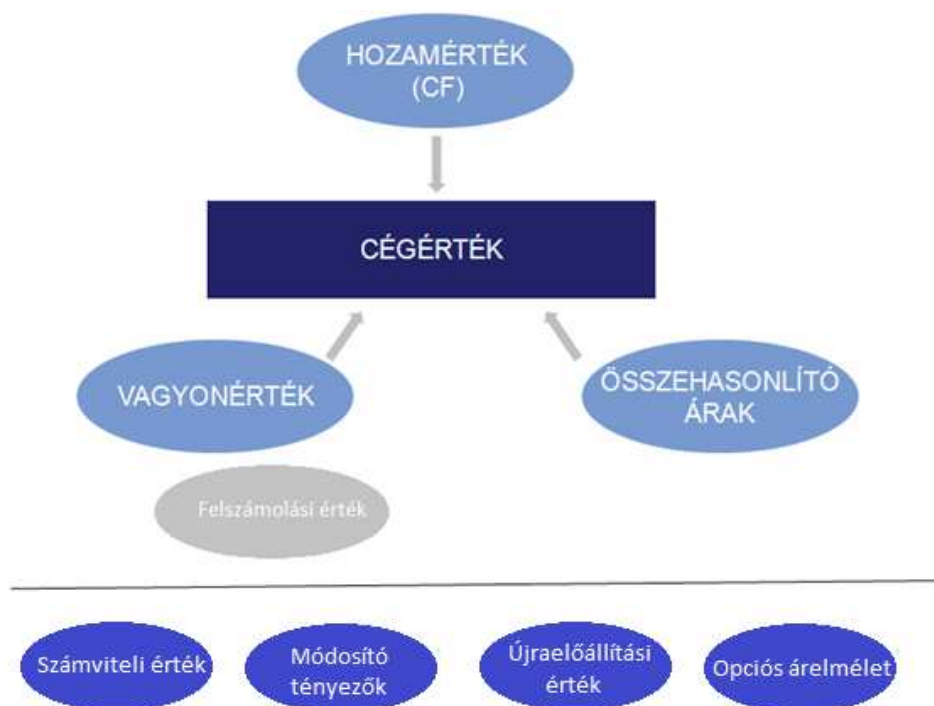 HOZAMÉRTÉK
(CF)
CÉGÉRTÉK
VAGYONÉRTÉK
ÖSSZEHASONLÍTÓ
ÁRAK
Felszámolási érték
Számviteli érték
Módosító
tényezők
Újraelőállítási
érték
Opciós árelmélet